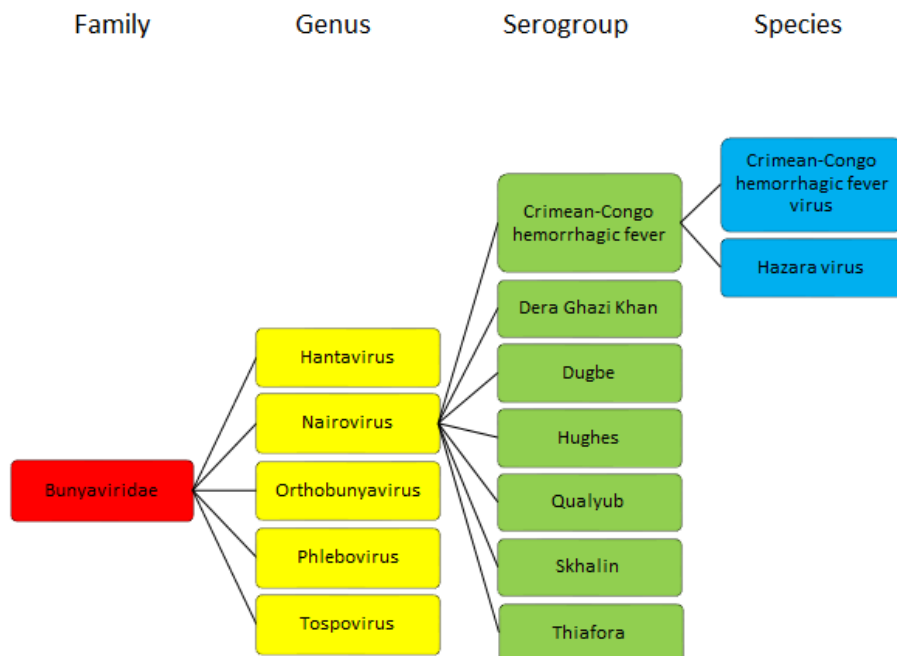 Family Genus Serogroup Species
Crimean-Congo
hemorrhagic fever
virus
Crimean-Congo
hemorrhagic fever
Hazara virus
Dera Ghazi Khan
Hantavirus
Dugbe
Nairovirus
Hughes
Bunyaviridae
Orthobunyavirus
Qualyub
Phlebovirus
Skhalin
Tospovirus
Thiafora